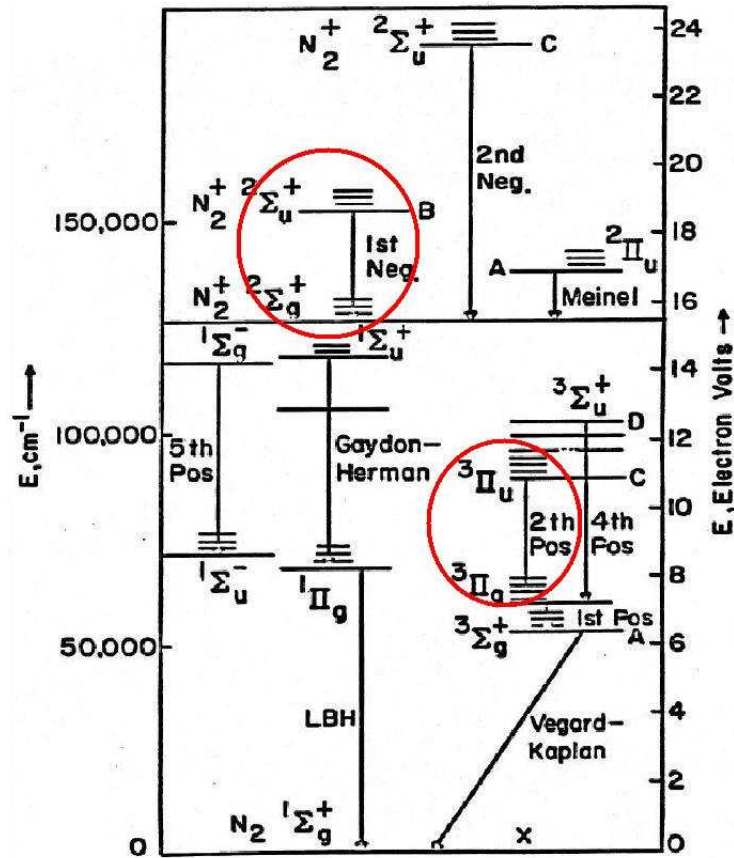 N₂⁺ ²Σᵤ⁺ C
24
22
2nd
Neg.
20
N₂⁺ ²Σᵤ⁺ B
150,000
18
1st
Neg.
²Πᵤ
A
Meinel
N₂⁺ ²Σg⁺
16
¹Σg⁻
¹Σᵤ⁺
14
³Σᵤ⁺
D
100,000
12
5th
Pos
Gaydon-
Herman
³Πᵤ
C
10
2th
Pos
4th
Pos
8
¹Σᵤ⁻
¹Πg
³Πg
1st Pos
³Σg⁺
A
6
50,000
LBH
4
Vegard-
Kaplan
2
N₂ ¹Σg⁺
X
0
0
E, cm⁻¹ →
E, Electron Volts →